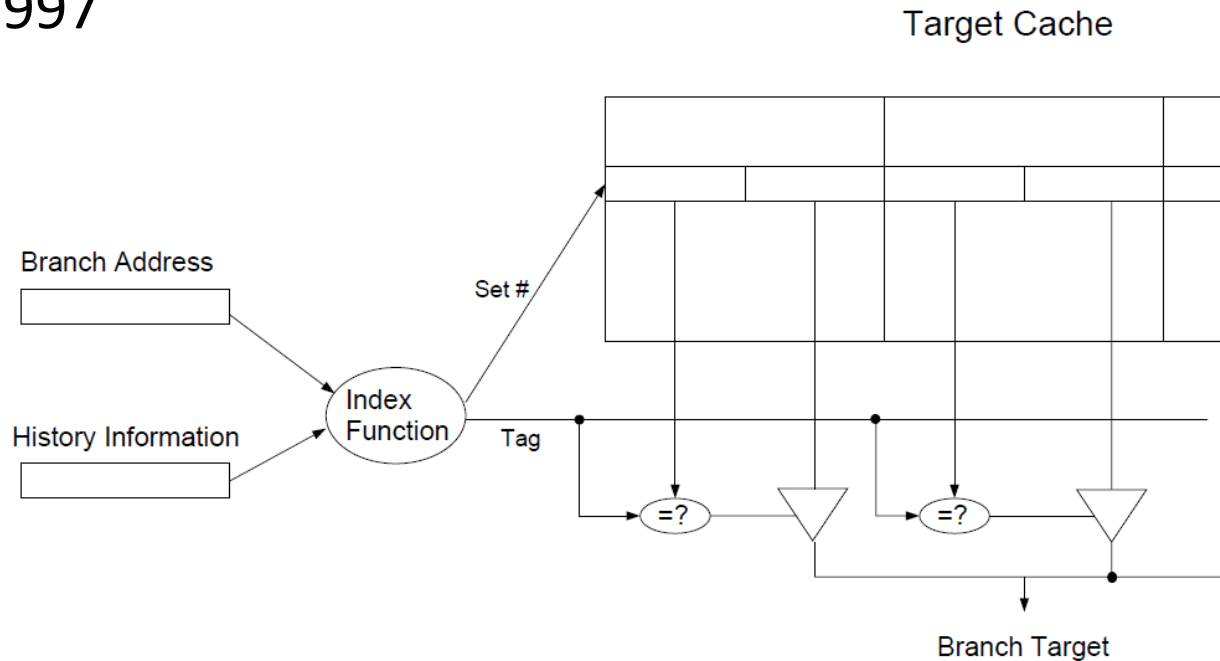 997
Target Cache
Branch Address
Set #
Index
Function
History Information
Tag
=?
=?
Branch Target